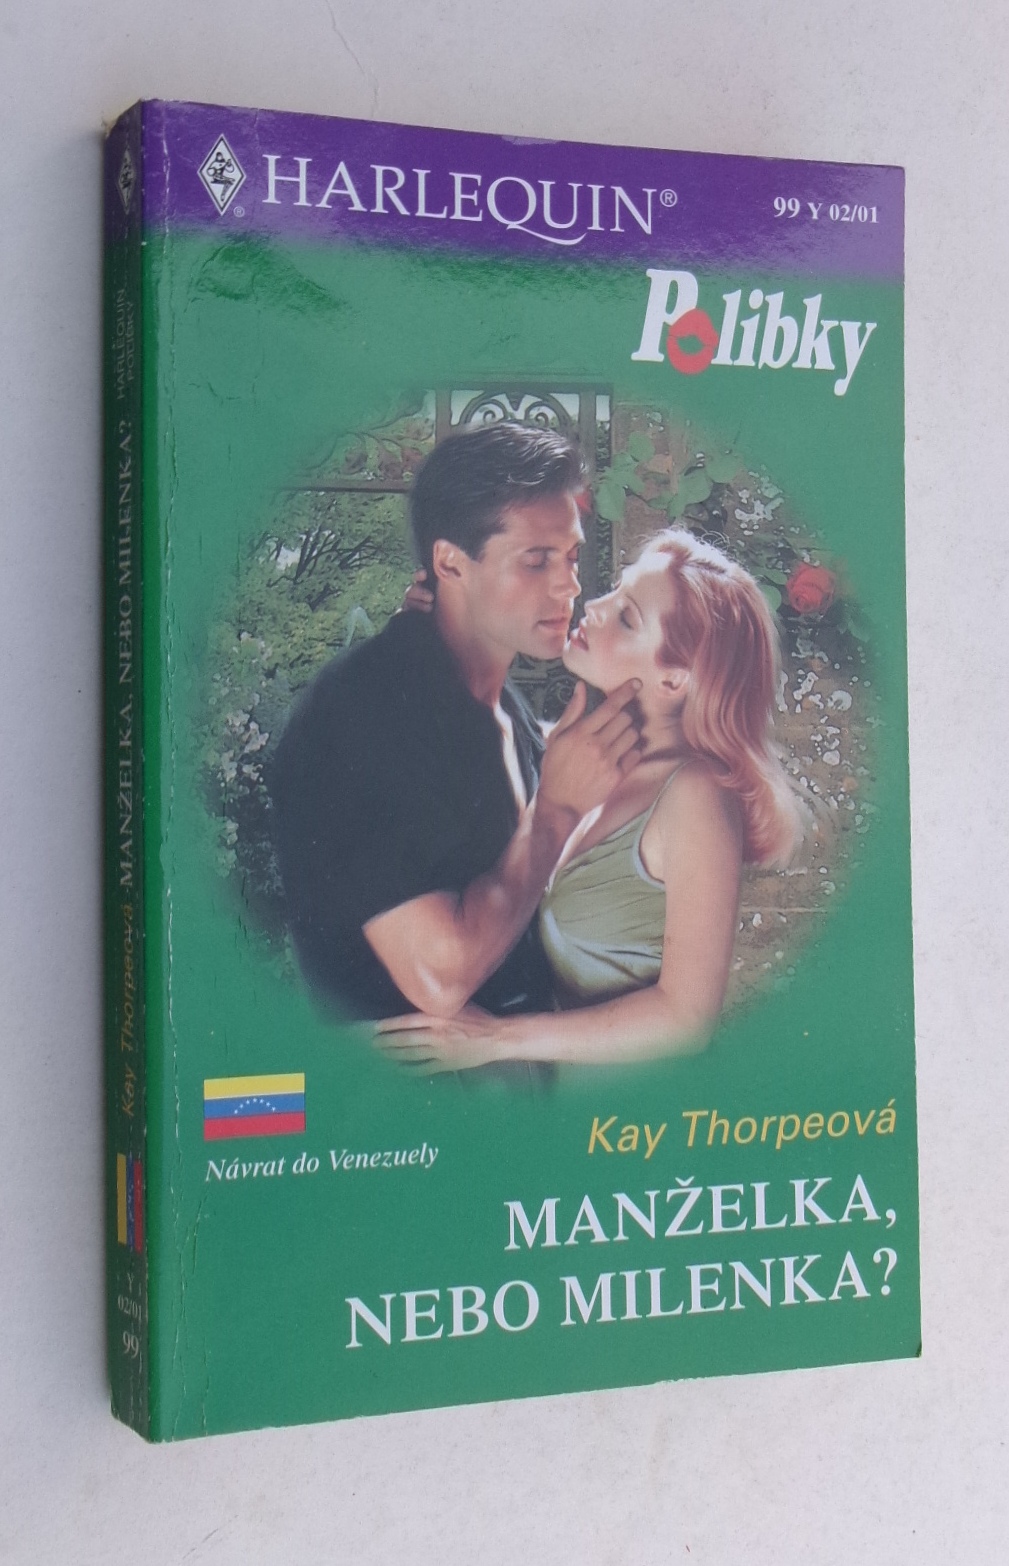 HARLEQUIN®
99 Y 02/01
Polibky
Návrat do Venezuely
Kay Thorpeová
MANŽELKA,
NEBO MILENKA?
HARLEQUIN
POLIBKY
Kay Thorpeová MANŽELKA, NEBO MILENKA?
Y
02/01
99